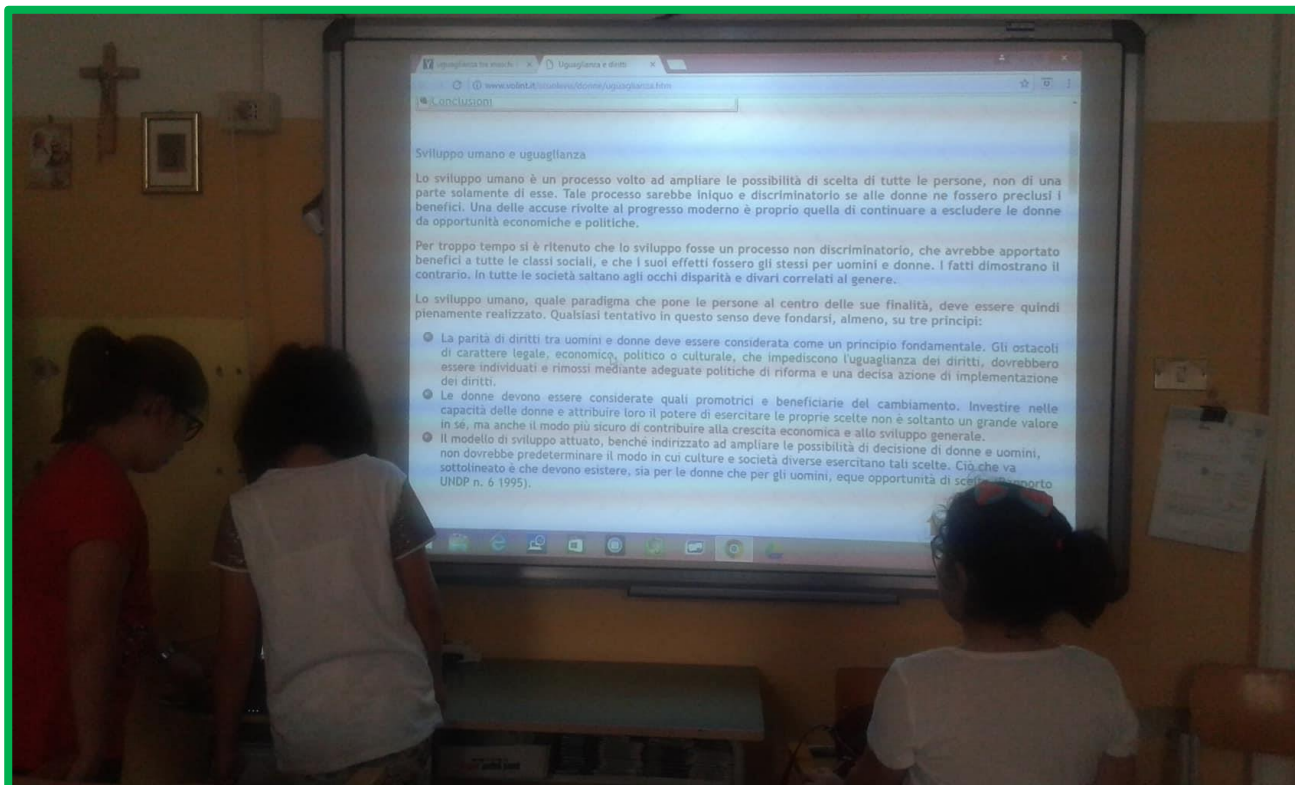 Uguaglianza tra
Uguaglianza e diritti
www.volint.it/scuolevis/donne/uguaglianza.htm
Conclusioni
Sviluppo umano e uguaglianza
Lo sviluppo umano è un processo volto ad ampliare le possibilità di scelta di tutte le persone, non di una
parte solamente di esse. Tale processo sarebbe iniquo e discriminatorio se alle donne ne fossero preclusi i
benefici. Una delle accuse rivolte al progresso moderno è proprio quella di continuare a escludere le donne
da opportunità economiche e politiche.
Per troppo tempo si è ritenuto che lo sviluppo fosse un processo non discriminatorio, che avrebbe apportato
benefici a tutte le classi sociali, e che i suoi effetti fossero gli stessi per uomini e donne. I fatti dimostrano il
contrario. In tutte le società saltano agli occhi disparità e divari correlati al genere.
Lo sviluppo umano, quale paradigma che pone le persone al centro delle sue finalità, deve essere quindi
pienamente realizzato. Qualsiasi tentativo in questo senso deve fondarsi, almeno, su tre principi:
La parità di diritti tra uomini e donne deve essere considerata come un principio fondamentale. Gli ostacoli
di carattere legale, economico, politico o culturale, che impediscono l'uguaglianza dei diritti, dovrebbero
essere individuati e rimossi mediante adeguate politiche di riforma e una decisa azione di implementazione
dei diritti.
Le donne devono essere considerate quali promotrici e beneficiarie del cambiamento. Investire nelle
capacità delle donne e attribuire loro il potere di esercitare le proprie scelte non è soltanto un grande valore
in sé, ma anche il modo più sicuro di contribuire alla crescita economica e allo sviluppo generale.
Il modello di sviluppo attuato, benché indirizzato ad ampliare le possibilità di decisione di donne e uomini,
non dovrebbe predeterminare il modo in cui culture e società diverse esercitano tali scelte. Ciò che va
sottolineato è che devono esistere, sia per le donne che per gli uomini, eque opportunità di scelta (Rapporto
UNDP n. 6 1995).